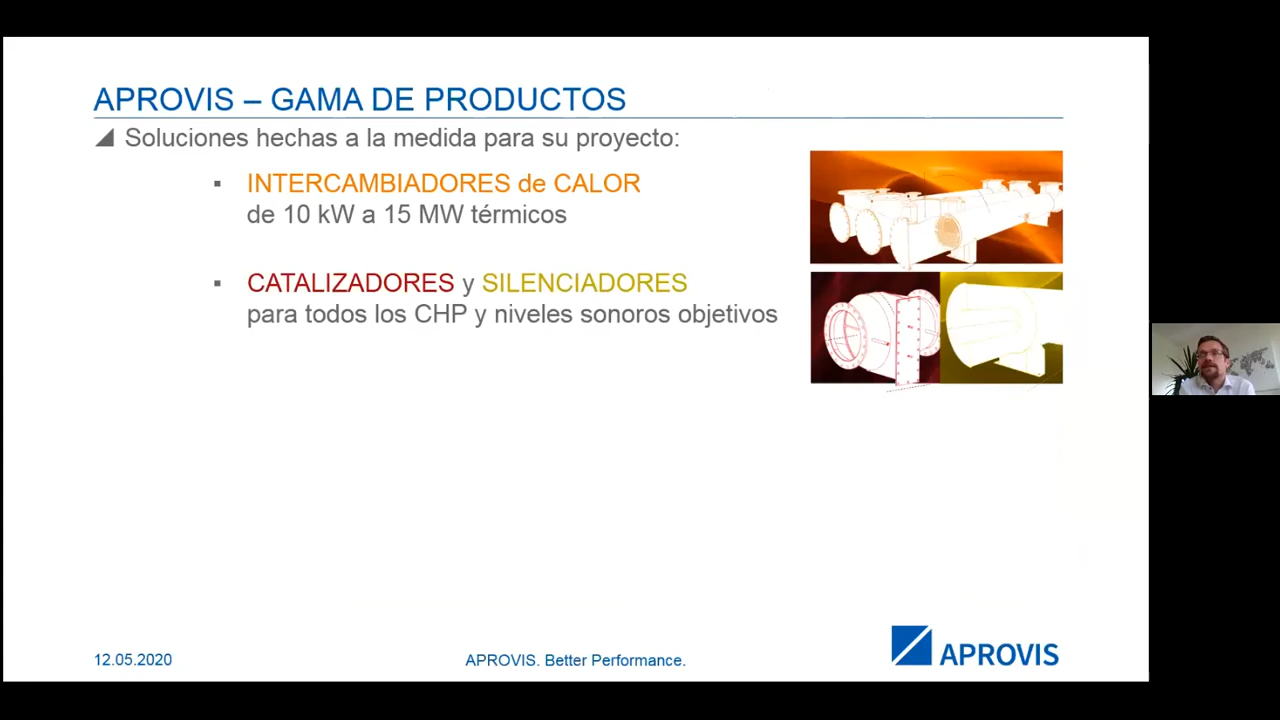 APROVIS – GAMA DE PRODUCTOS
Soluciones hechas a la medida para su proyecto:
INTERCAMBIADORES de CALOR
de 10 kW a 15 MW térmicos
CATALIZADORES y SILENCIADORES
para todos los CHP y niveles sonoros objetivos
12.05.2020
APROVIS. Better Performance.
APROVIS